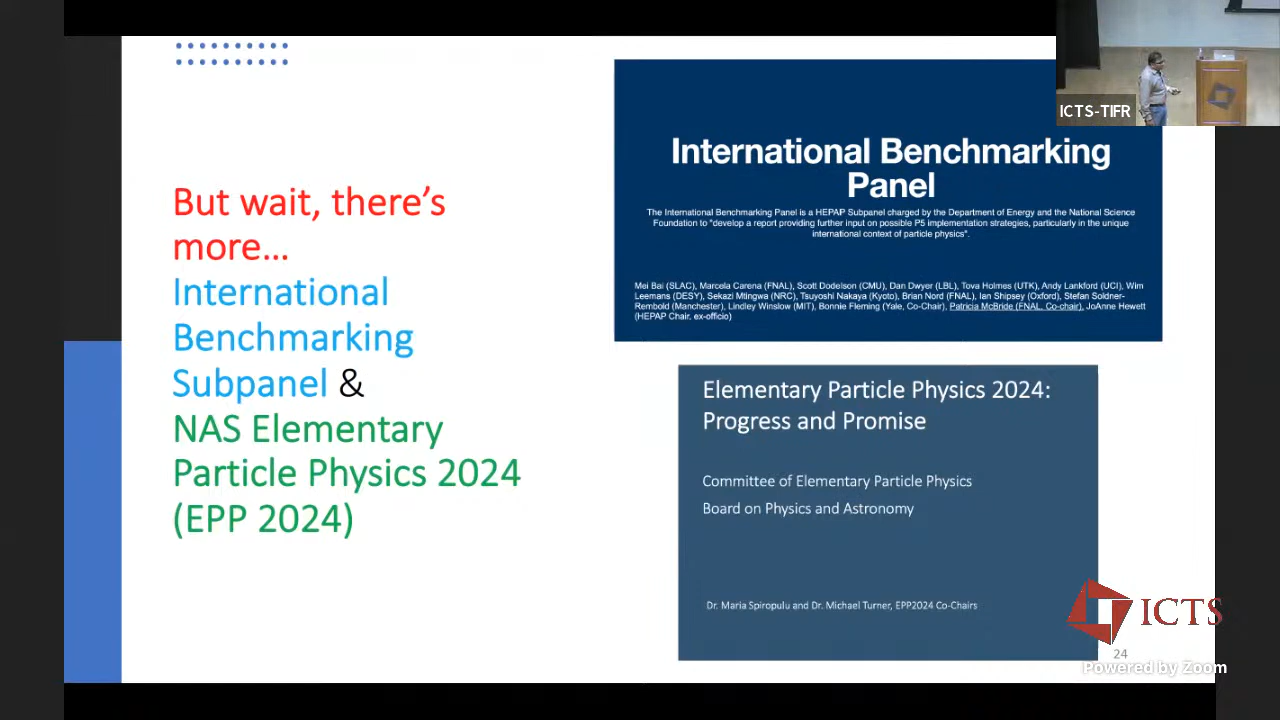 But wait, there's
more...
International
Benchmarking
Subpanel &
NAS Elementary
Particle Physics 2024
(EPP 2024)
International Benchmarking
Panel
The International Benchmarking Panel is a HEPAP Subpanel charged by the Department of Energy and the National Science
Foundation to "develop a report providing further input on possible P5 implementation strategies, particularly in the unique
international context of particle physics".
Mei Bai (SLAC), Marcela Carena (FNAL), Scott Dodelson (CMU), Dan Dwyer (LBL), Tova Holmes (UTK), Andy Lankford (UCI), Wim
Leemans (DESY), Sekazi Mtingwa (NRC), Tsuyoshi Nakaya (Kyoto), Brian Nord (FNAL), Ian Shipsey (Oxford), Stefan Soldner-
Rembold (Manchester), Lindley Winslow (MIT), Bonnie Fleming (Yale, Co-Chair), Patricia McBride (FNAL, Co-chair), JoAnne Hewett
(HEPAP Chair, ex-officio)
Elementary Particle Physics 2024:
Progress and Promise
Committee of Elementary Particle Physics
Board on Physics and Astronomy
Dr. Maria Spiropulu and Dr. Michael Turner, EPP2024 Co-Chairs
ICTS-TIFR
ICTS
24
Powered by Zoom